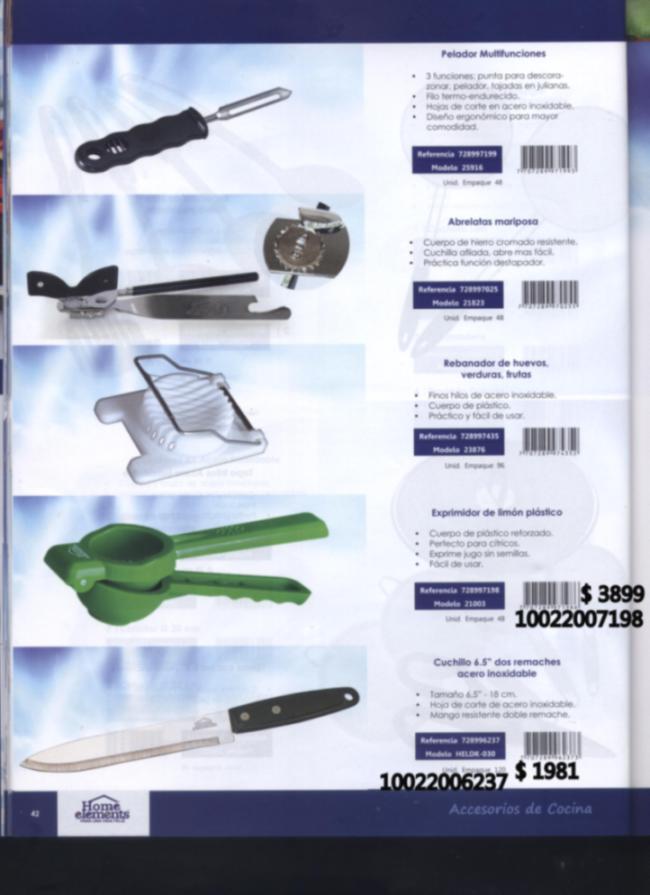 Pelador Multifunciones
• 3 funciones: punta para descora-
zonar, pelador, tajadas en julianas.
• Filo termo-endurecido.
• Hojas de corte en acero inoxidable.
• Diseño ergonómico para mayor
comodidad.
Referencia 728997199
Modelo 25916
Unid. Empaque 48
Abrelatas mariposa
• Cuerpo de hierro cromado resistente.
• Cuchilla afilada, abre mas fácil.
• Práctica función destapador.
Referencia 728997025
Modelo 21823
Unid. Empaque 48
Rebanador de huevos,
verduras, frutas
• Finos hilos de acero inoxidable.
• Cuerpo de plástico.
• Práctico y fácil de usar.
Referencia 728997435
Modelo 23876
Unid. Empaque 96
Exprimidor de limón plástico
• Cuerpo de plástico reforzado.
• Perfecto para cítricos.
• Exprime jugo sin semillas.
• Fácil de usar.
Referencia 728997198
Modelo 21003
Unid. Empaque 48
$ 3899
10022007198
Cuchillo 6.5" dos remaches
acero inoxidable
• Tamaño 6.5" - 18 cm.
• Hoja de corte de acero inoxidable.
• Mango resistente doble remache.
Referencia 728996237
Modelo HELDK-030
Unid. Empaque 120
10022006237 $ 1981
42
Home
elements
Accesorios de Cocina